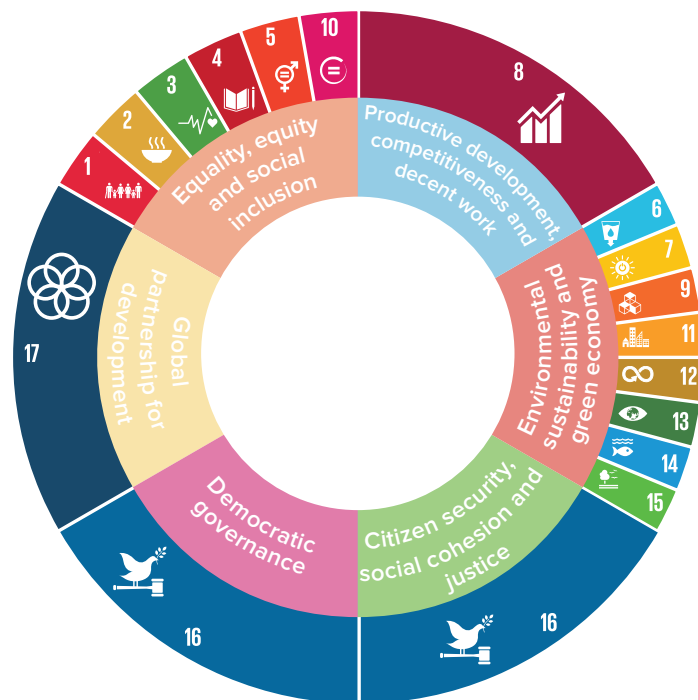 1
2
3
4
5
10
8
6
7
9
11
12
13
14
15
16
16
17
Equality, equity
and social
inclusion
Productive development,
competitiveness and
decent work
Environmental
sustainability and
green economy
Citizen security,
social cohesion and
justice
Democratic
governance
Global
partnership for
development